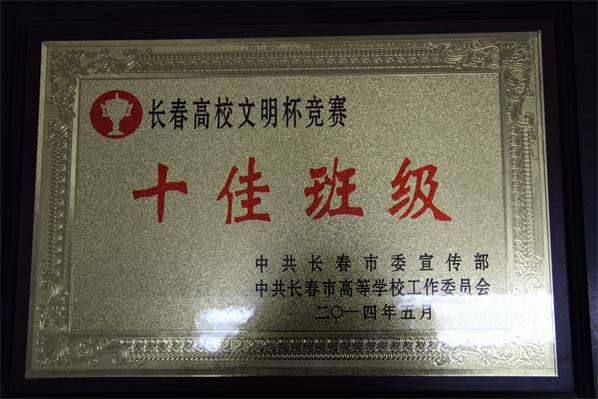 长春高校文明杯竞赛
十佳班级
中共长春市委宣传部
中共长春市高等学校工作委员会
二〇一四年五月